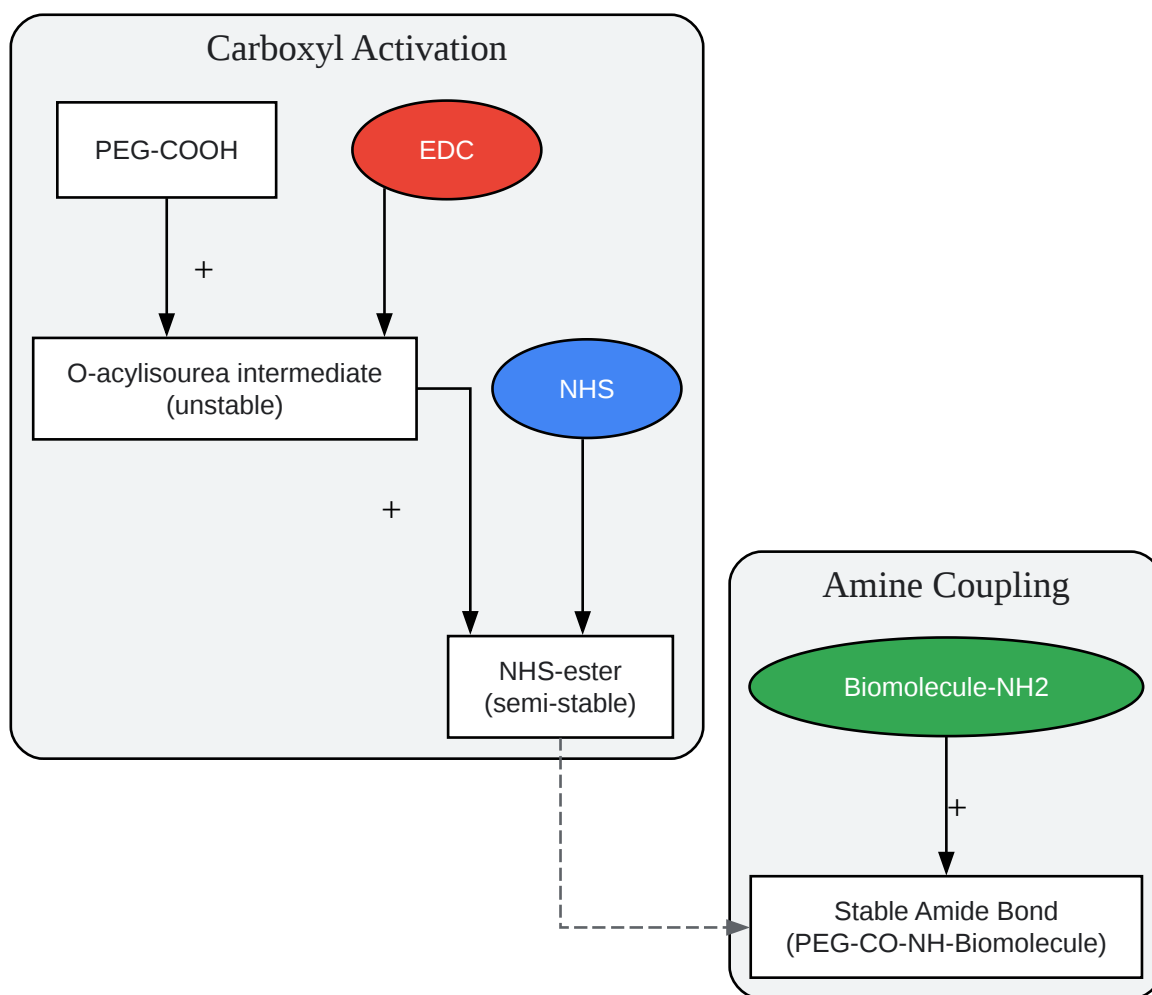 Carboxyl Activation
PEG-COOH
EDC
+
O-acylisourea intermediate
(unstable)
NHS
+
NHS-ester
(semi-stable)
Amine Coupling
Biomolecule-NH2
+
Stable Amide Bond
(PEG-CO-NH-Biomolecule)